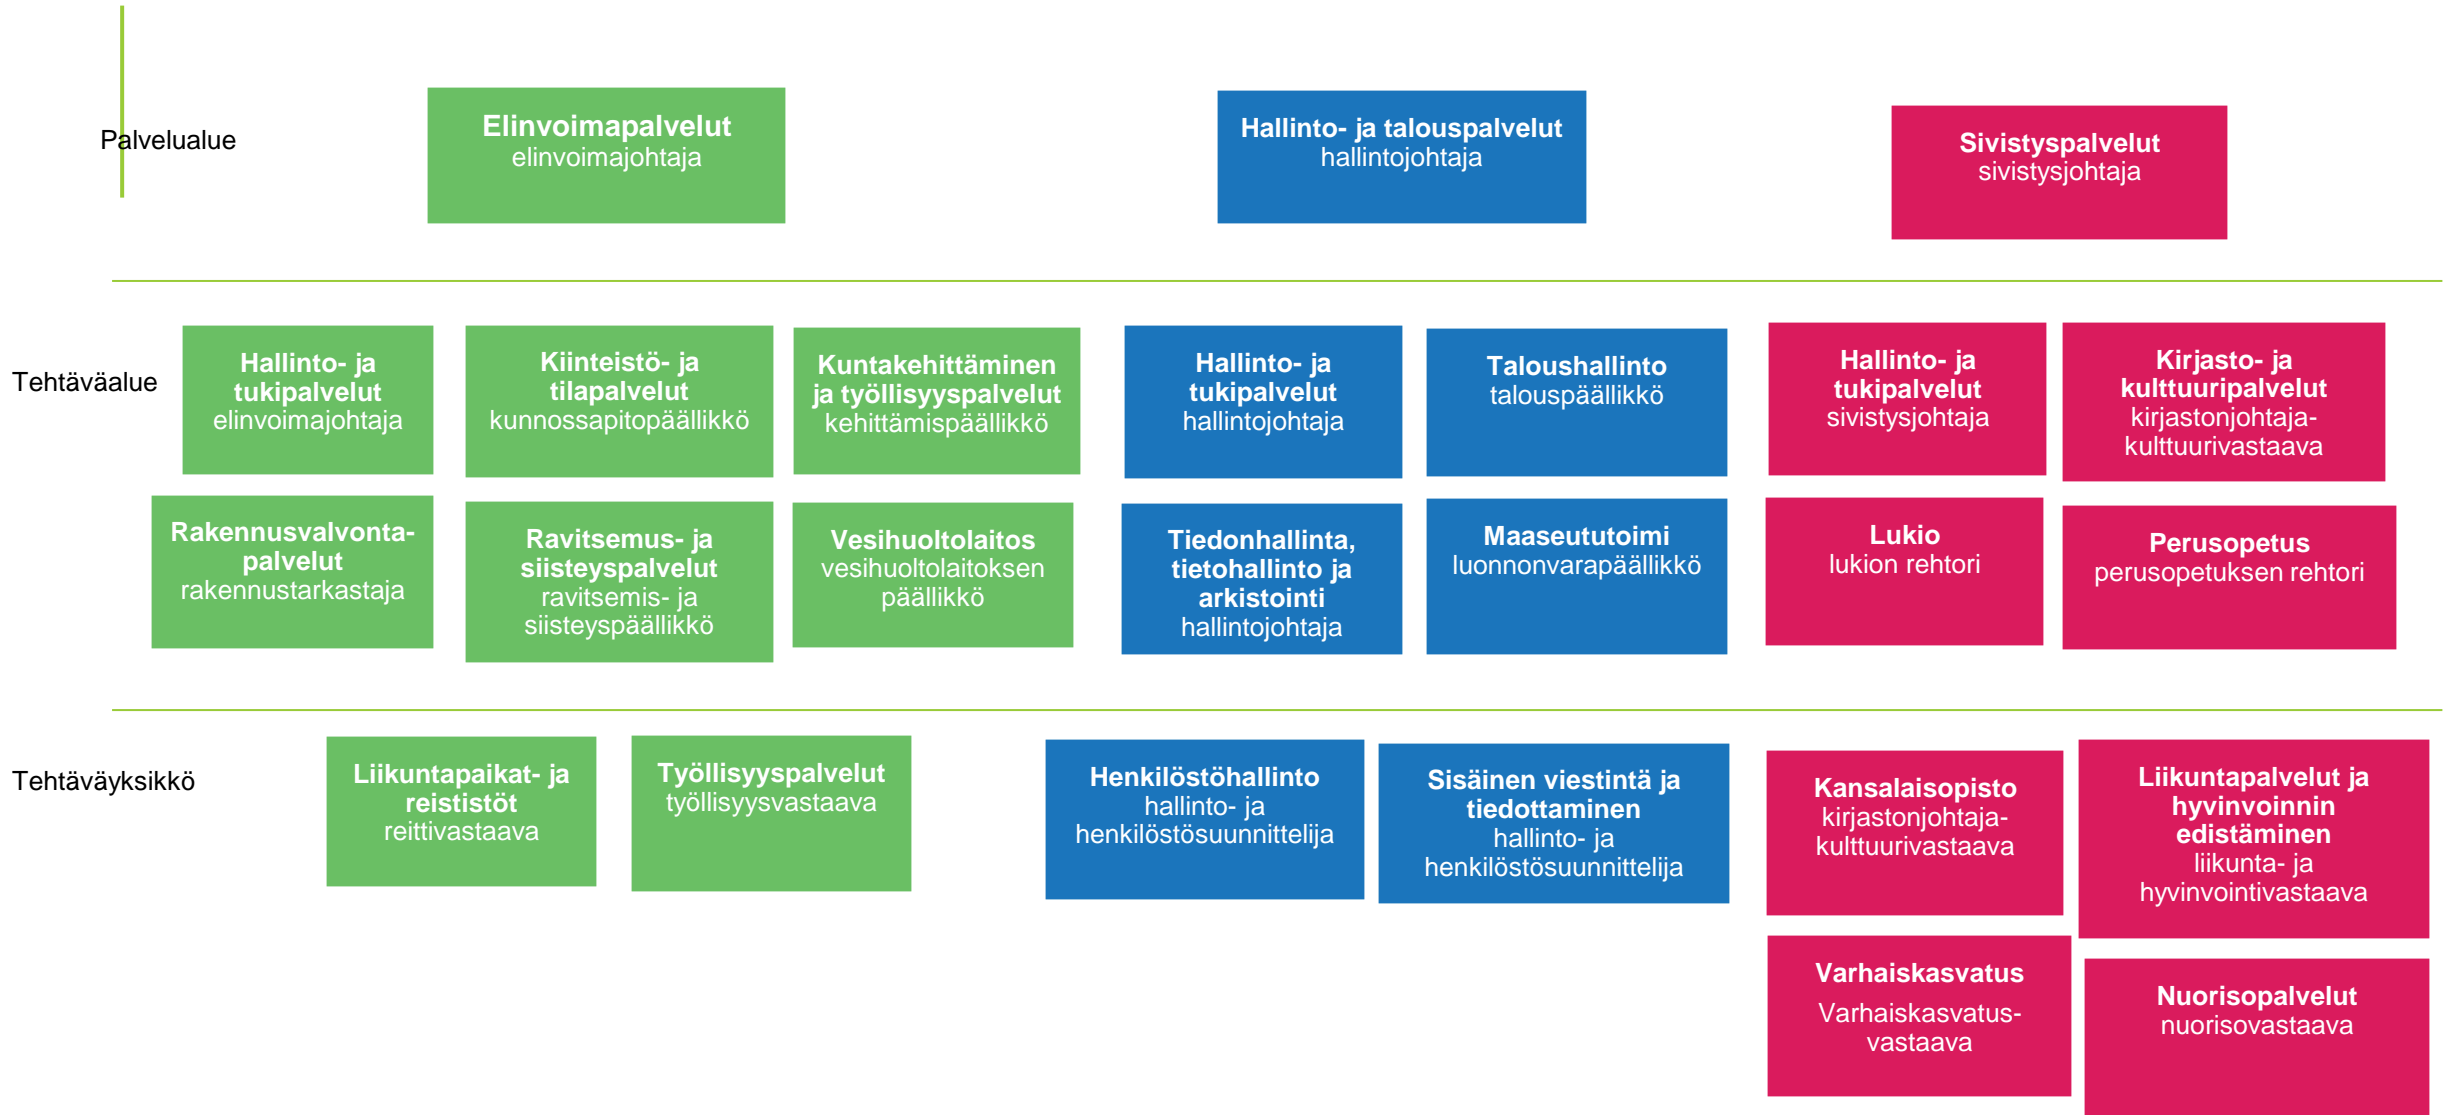 Palvelualue
Elinvoimapalvelut
elinvoimajohtaja
Hallinto- ja talouspalvelut
hallintojohtaja
Sivistyspalvelut
sivistysjohtaja
Tehtäväalue
Hallinto- ja
tukipalvelut
elinvoimajohtaja
Kiinteistö- ja
tilapalvelut
kunnossapitopäällikkö
Kuntakehittäminen
ja työllisyyspalvelut
kehittämispäällikkö
Hallinto- ja
tukipalvelut
hallintojohtaja
Taloushallinto
talouspäällikkö
Hallinto- ja
tukipalvelut
sivistysjohtaja
Kirjasto- ja
kulttuuripalvelut
kirjastonjohtaja-
kulttuurivastaava
Rakennusvalvonta-
palvelut
rakennustarkastaja
Ravitsemus- ja
siisteyspalvelut
ravitsemis- ja
siisteyspäällikkö
Vesihuoltolaitos
vesihuoltolaitoksen
päällikkö
Tiedonhallinta,
tietohallinto ja
arkistointi
hallintojohtaja
Maaseututoimi
luonnonvarapäällikkö
Lukio
lukion rehtori
Perusopetus
perusopetuksen rehtori
Tehtäväyksikkö
Liikuntapaikat- ja
reististöt
reittivastaava
Työllisyyspalvelut
työllisyysvastaava
Henkilöstöhallinto
hallinto- ja
henkilöstösuunnittelija
Sisäinen viestintä ja
tiedottaminen
hallinto- ja
henkilöstösuunnittelija
Kansalaisopisto
kirjastonjohtaja-
kulttuurivastaava
Liikuntapalvelut ja
hyvinvoinnin
edistäminen
liikunta- ja
hyvinvointivastaava
Varhaiskasvatus
Varhaiskasvatus-
vastaava
Nuorisopalvelut
nuorisovastaava